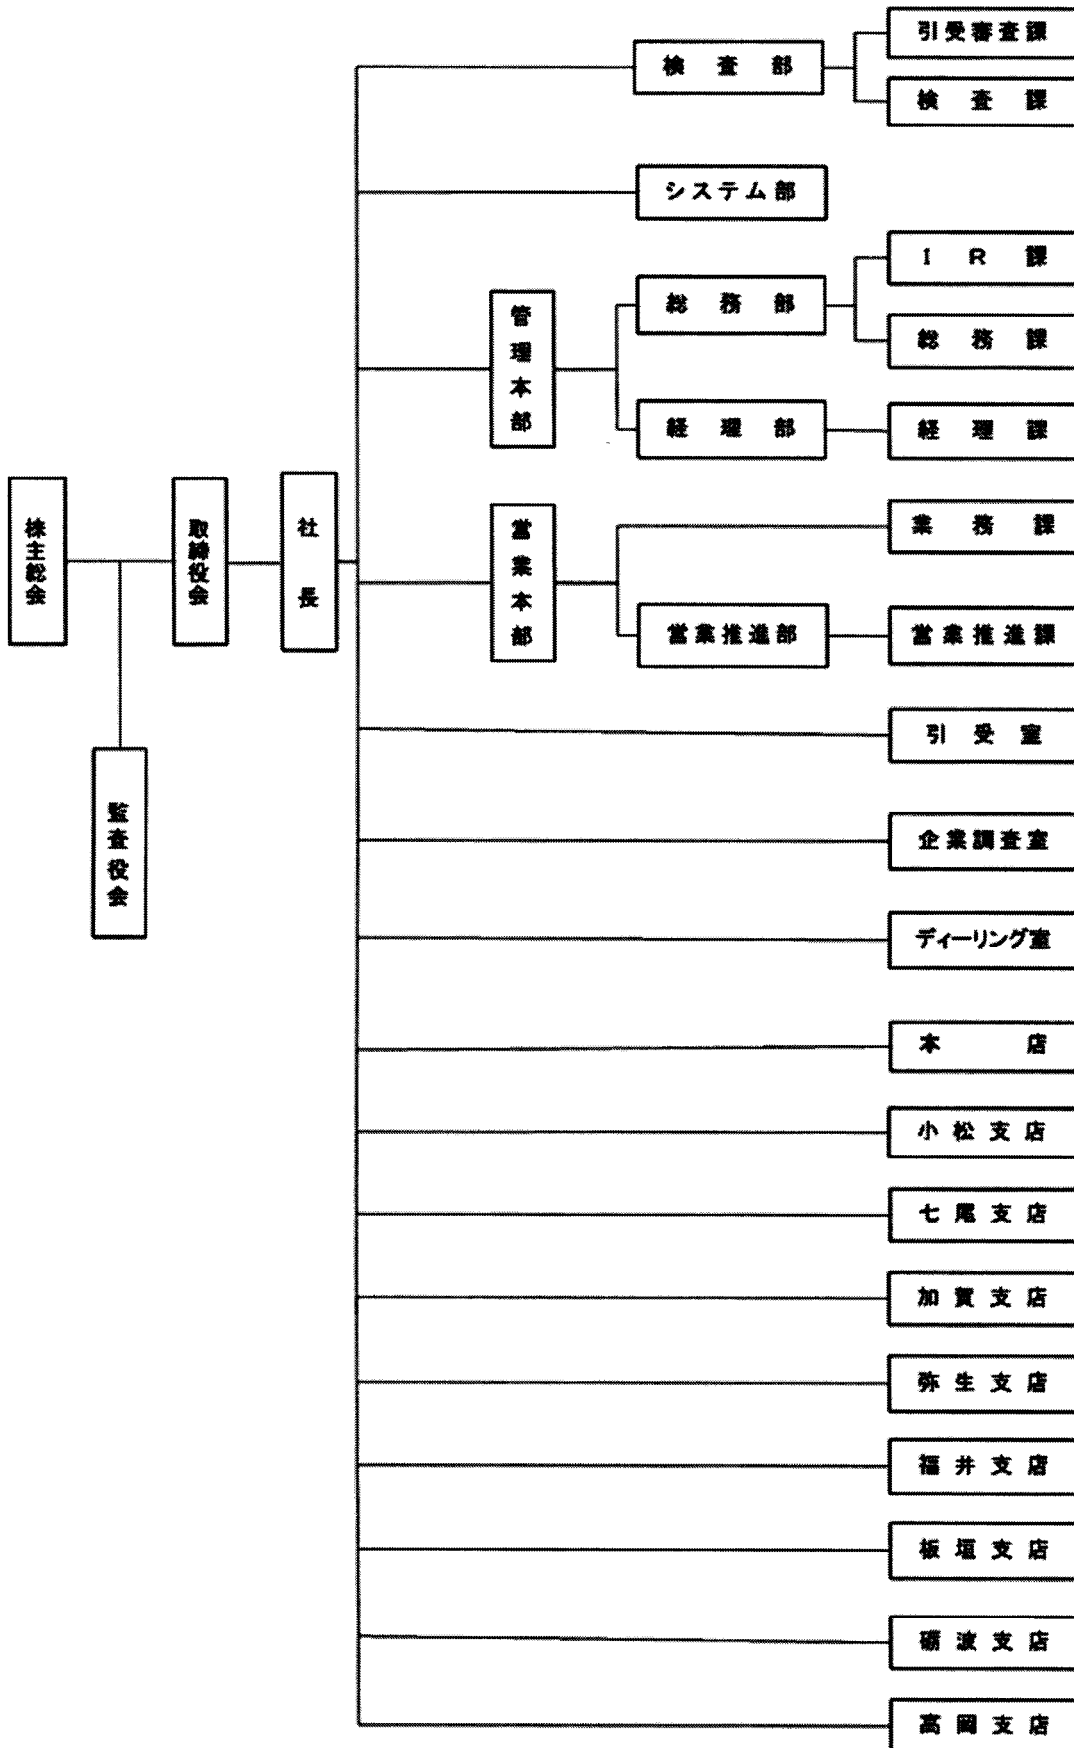 株主総会
監査役会
取締役会
社長
検査部
引受審査課
検査課
システム部
管理本部
総務部
IR課
総務課
経理部
経理課
営業本部
業務課
営業推進部
営業推進課
引受室
企業調査室
ディーリング室
本店
小松支店
七尾支店
加賀支店
弥生支店
福井支店
板垣支店
砺波支店
高岡支店